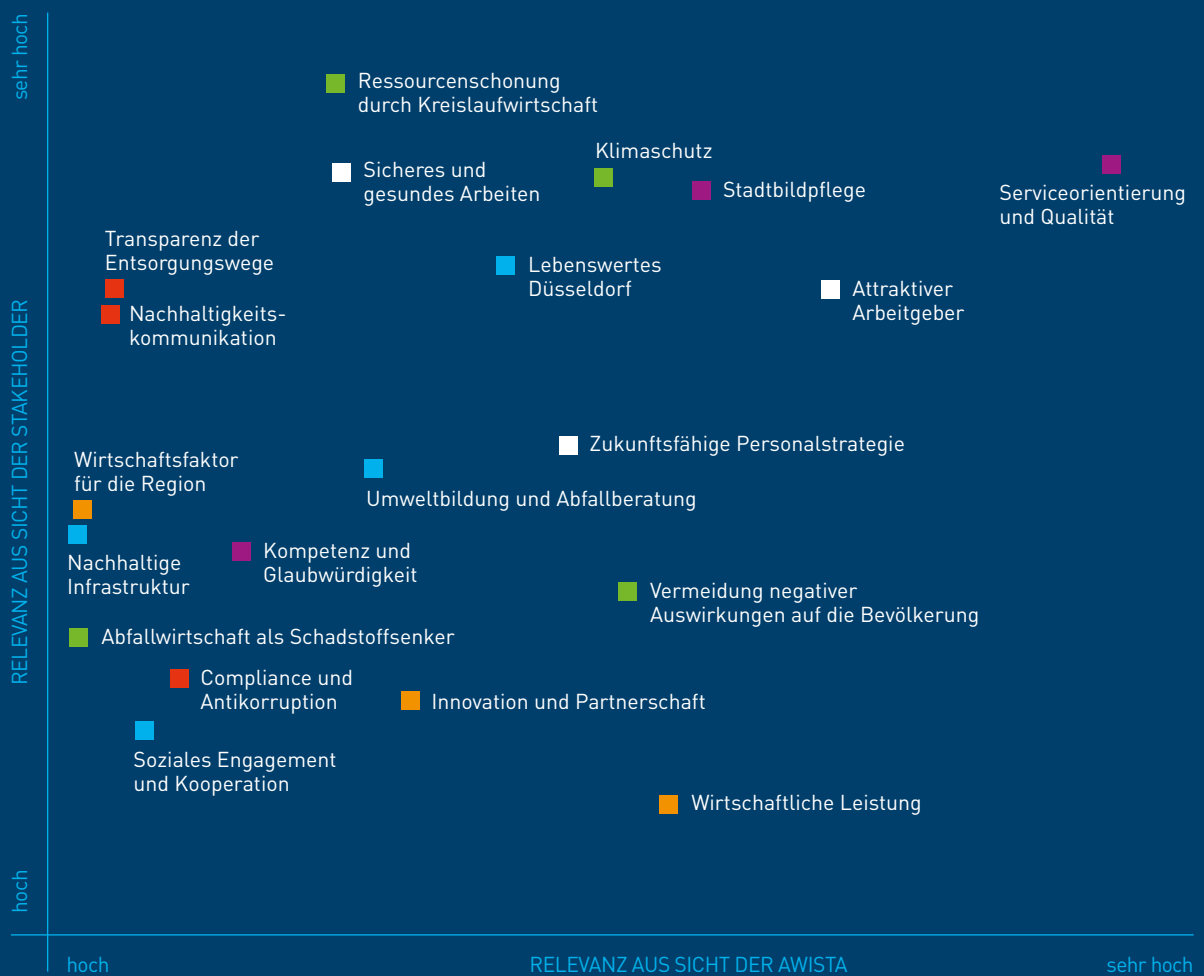 sehr hoch
Ressourcenschonung
durch Kreislaufwirtschaft
Klimaschutz
Sicheres und
gesundes Arbeiten
Stadtbildpflege
Serviceorientierung
und Qualität
Transparenz der
Entsorgungswege
Lebenswertes
Düsseldorf
Attraktiver
Arbeitgeber
Nachhaltigkeits-
kommunikation
RELEVANZ AUS SICHT DER STAKEHOLDER
Zukunftsfähige Personalstrategie
Wirtschaftsfaktor
für die Region
Umweltbildung und Abfallberatung
Nachhaltige
Infrastruktur
Kompetenz und
Glaubwürdigkeit
Vermeidung negativer
Auswirkungen auf die Bevölkerung
Abfallwirtschaft als Schadstoffsenker
Compliance und
Antikorruption
Innovation und Partnerschaft
Soziales Engagement
und Kooperation
Wirtschaftliche Leistung
hoch
hoch
RELEVANZ AUS SICHT DER AWISTA
sehr hoch